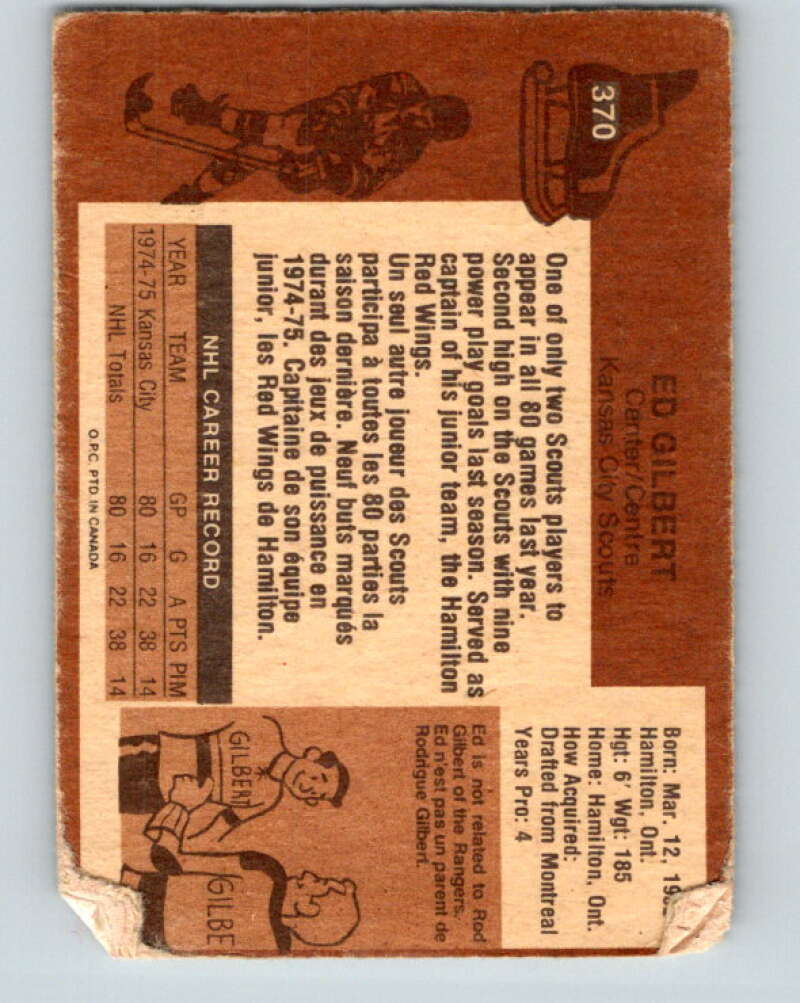 370
ED GILBERT
Center/Centre
Kansas City Scouts
One of only two Scouts players to
appear in all 80 games last year.
Second high on the Scouts with nine
power play goals last season. Served as
captain of his junior team, the Hamilton
Red Wings.
Un seul autre joueur des Scouts
participa à toutes les 80 parties la
saison dernière. Neuf buts marqués
durant des jeux de puissance en
1974-75. Capitaine de son équipe
junior, les Red Wings de Hamilton.
NHL CAREER RECORD
YEAR TEAM GP G A PTS PIM
1974-75 Kansas City 80 16 22 38 14
NHL Totals 80 16 22 38 14
O.P.C. PTD. IN CANADA
Born: Mar. 12,
Hamilton, Ont.
Hgt: 6' Wgt: 185
Home: Hamilton, Ont.
How Acquired:
Drafted from Montreal
Years Pro: 4
Ed is not related to Rod
Gilbert of the Rangers.
Ed n'est pas un parent de
Rodrigue Gilbert.
GILBERT
GILBE